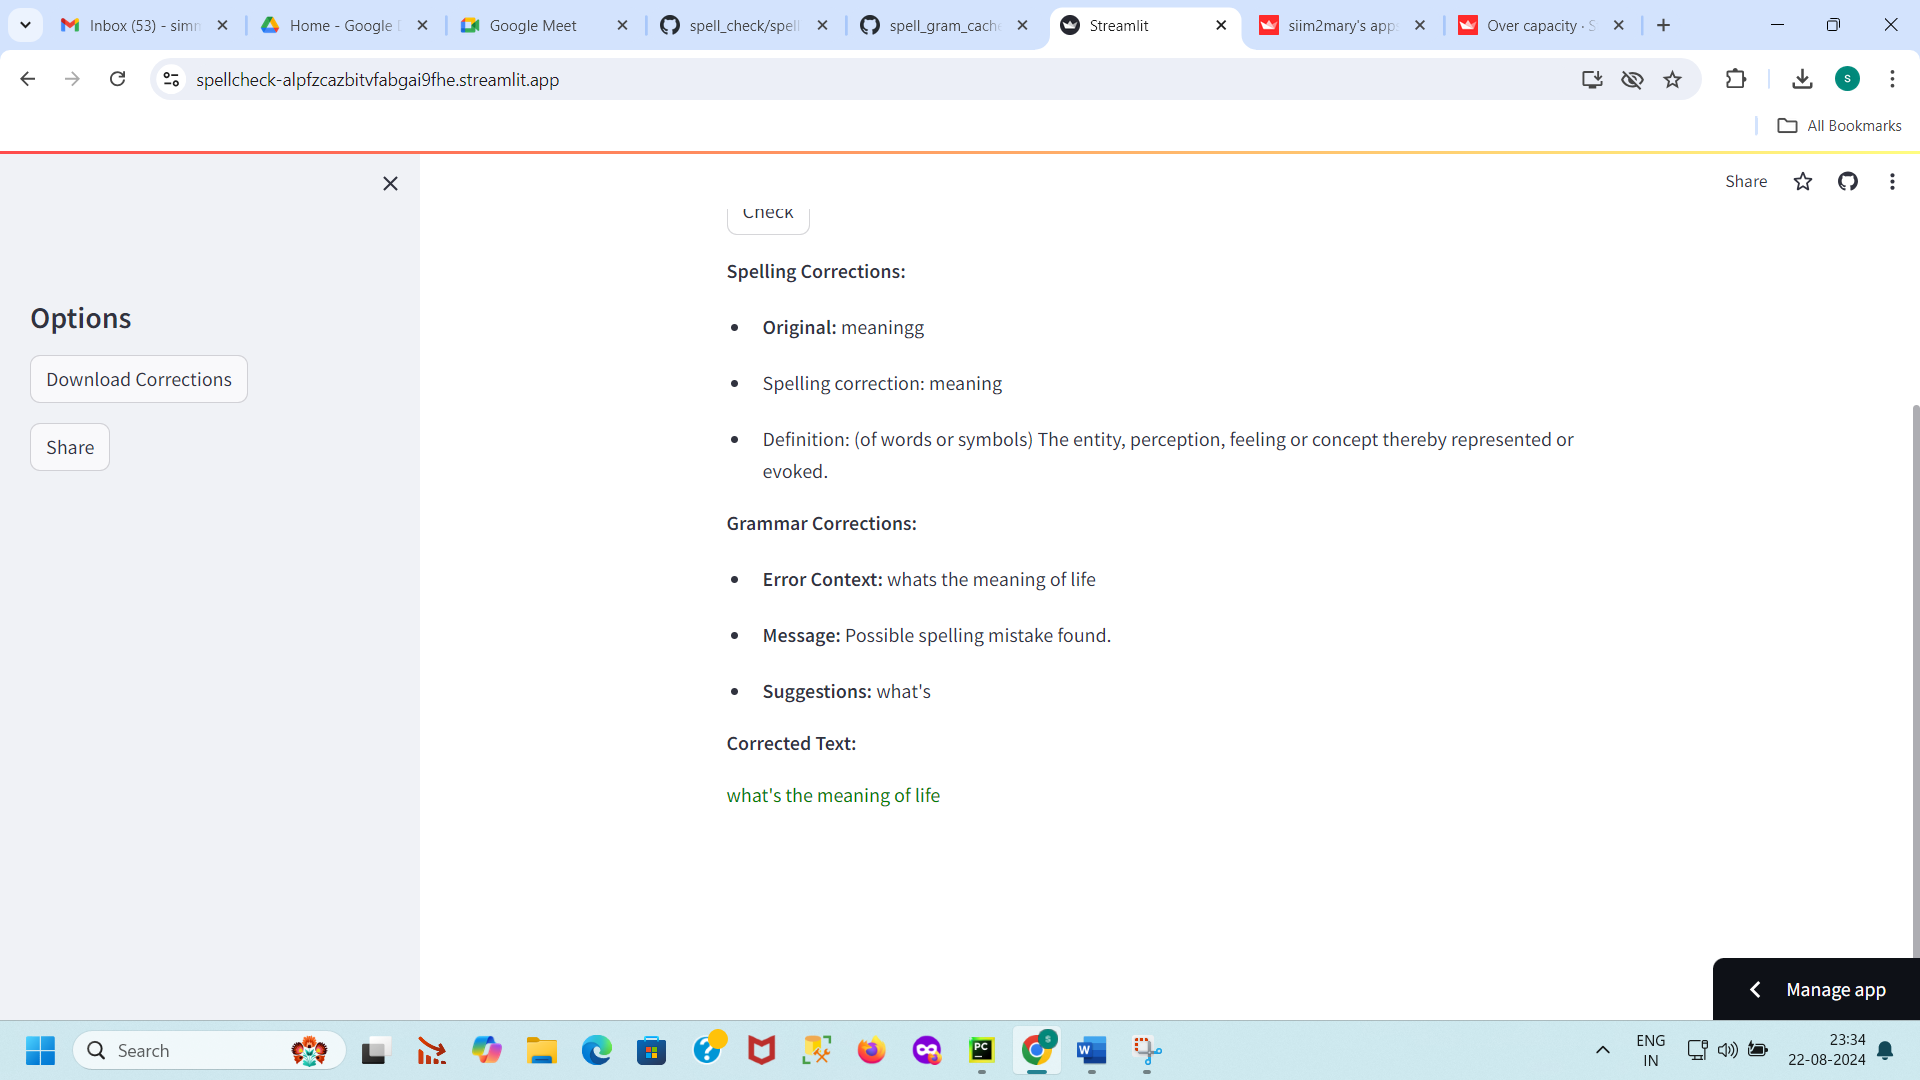 Inbox (53) - simr
Home - Google D
Google Meet
spell_check/spell
spell_gram_cache
Streamlit
siim2mary's apps
Over capacity · S
spellcheck-alpfzcazbitvfabgai9fhe.streamlit.app
S
All Bookmarks
Share
Options
Download Corrections
Share
Check
Spelling Corrections:
Original: meaningg
Spelling correction: meaning
Definition: (of words or symbols) The entity, perception, feeling or concept thereby represented or
evoked.
Grammar Corrections:
Error Context: whats the meaning of life
Message: Possible spelling mistake found.
Suggestions: what's
Corrected Text:
what's the meaning of life
Manage app
Search
PC
S
W
ENG
IN
23:34
22-08-2024